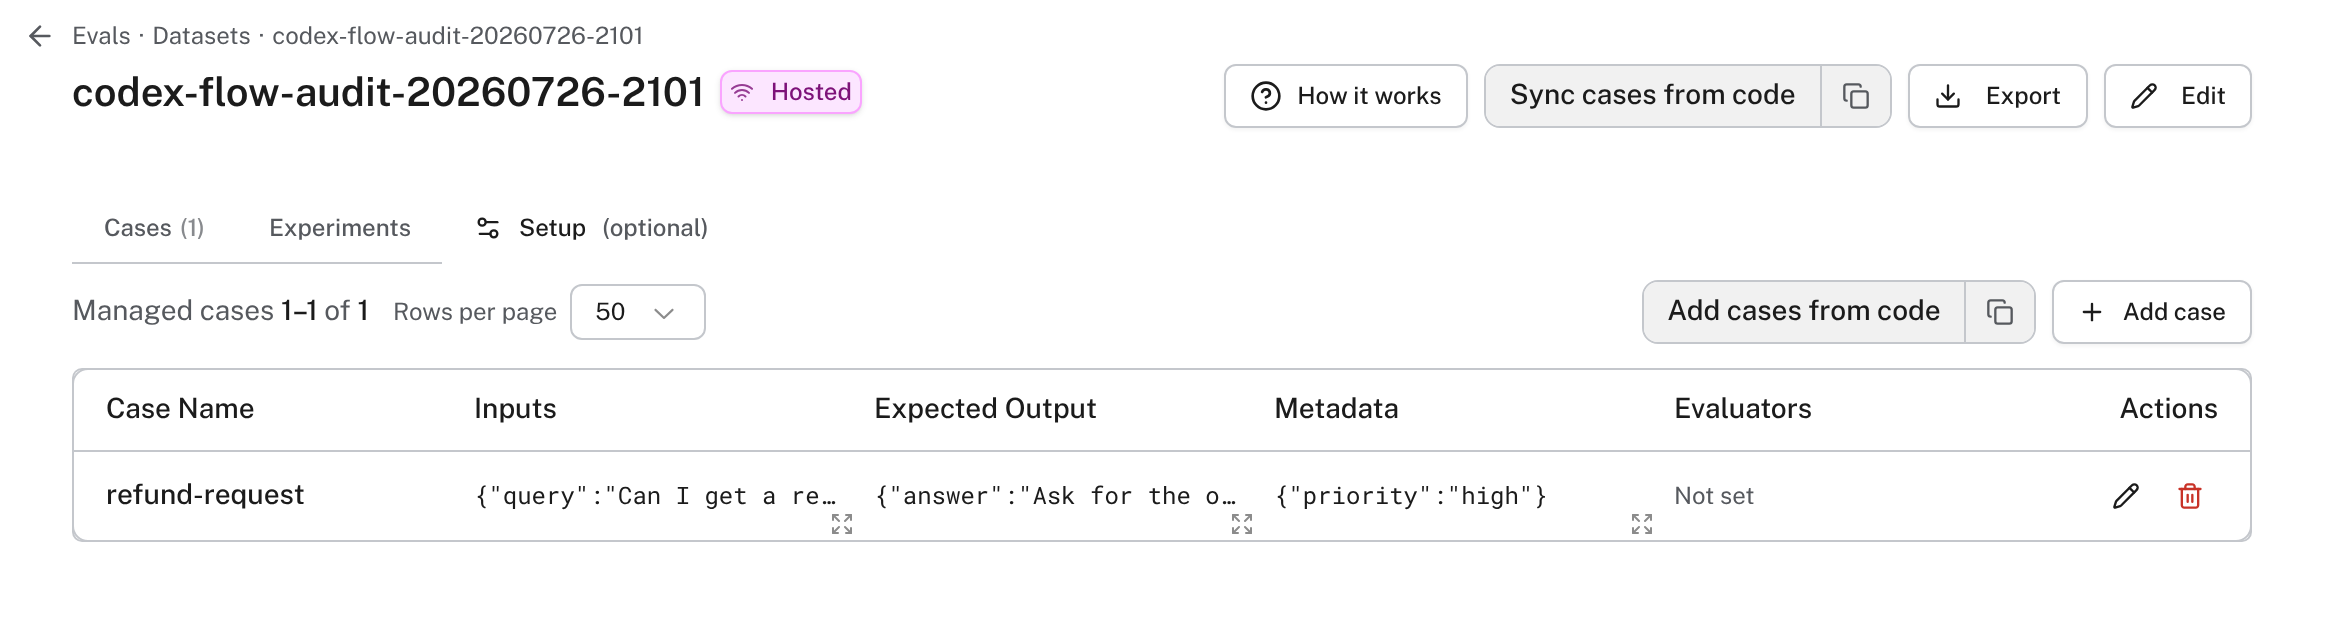 Evals · Datasets · codex-flow-audit-20260726-2101
codex-flow-audit-20260726-2101 Hosted
How it works Sync cases from code Export Edit
Cases (1) Experiments Setup (optional)
Managed cases 1–1 of 1 Rows per page 50 Add cases from code + Add case
Case Name Inputs Expected Output Metadata Evaluators Actions
refund-request {"query":"Can I get a re… {"answer":"Ask for the o… {"priority":"high"} Not set